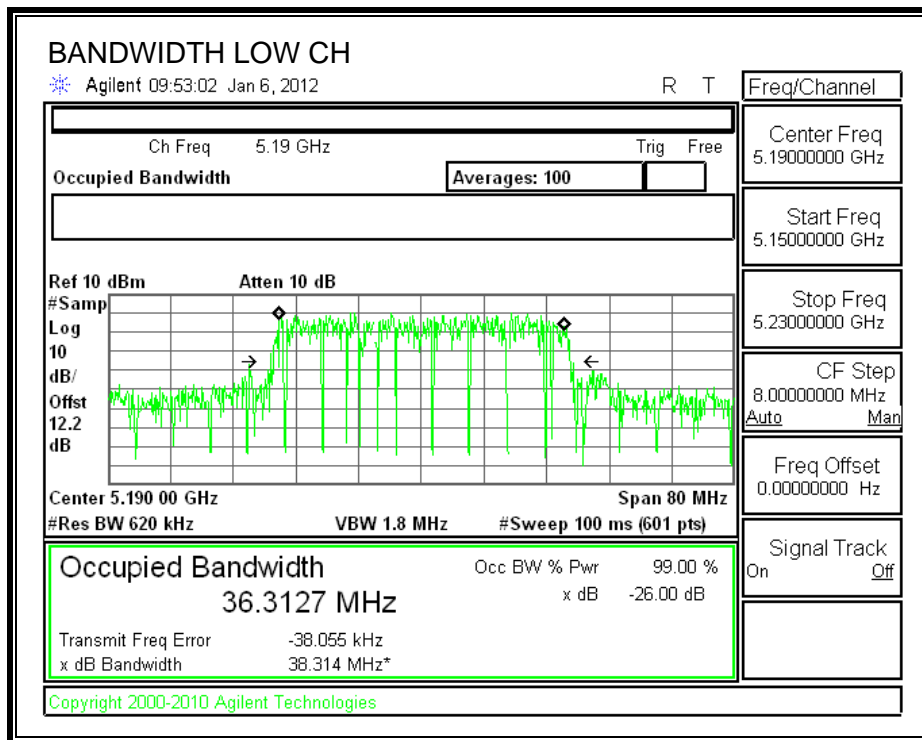 BANDWIDTH LOW CH
Agilent 09:53:02 Jan 6, 2012 R T
Freq/Channel
Ch Freq 5.19 GHz Trig Free
Occupied Bandwidth Averages: 100
Center Freq
5.19000000 GHz
Start Freq
5.15000000 GHz
Stop Freq
5.23000000 GHz
CF Step
8.00000000 MHz
Auto Man
Freq Offset
0.00000000 Hz
Signal Track
On Off
Ref 10 dBm Atten 10 dB
#Samp
Log
10
dB/
Offst
12.2
dB
Center 5.190 00 GHz Span 80 MHz
#Res BW 620 kHz VBW 1.8 MHz #Sweep 100 ms (601 pts)
Occupied Bandwidth Occ BW % Pwr 99.00 %
36.3127 MHz x dB -26.00 dB
Transmit Freq Error -38.055 kHz
x dB Bandwidth 38.314 MHz*
Copyright 2000-2010 Agilent Technologies